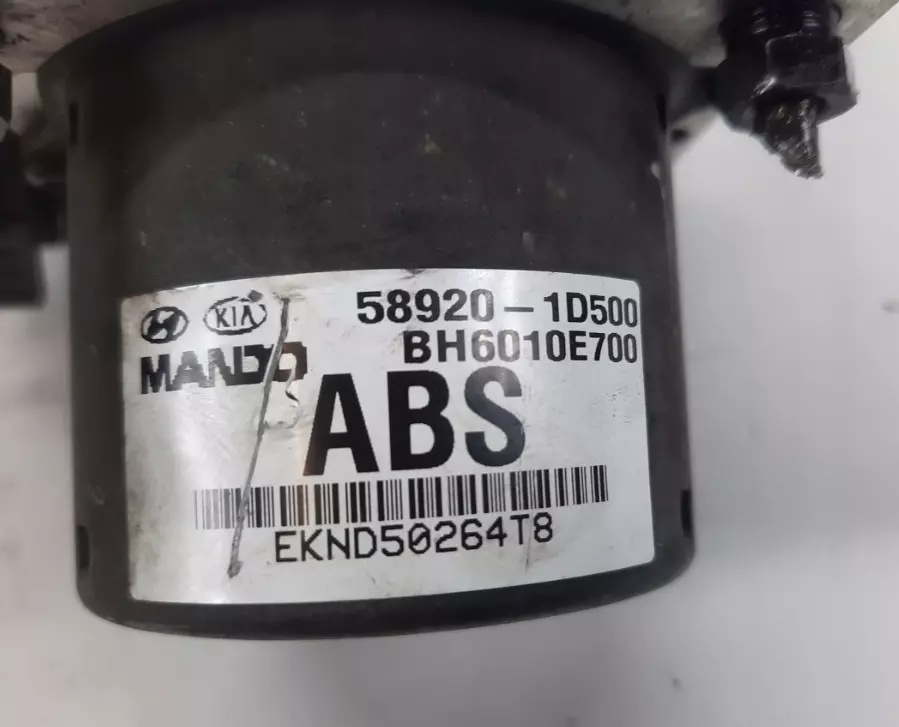 KIA 58920-1D500
MANDO BH6010E700
ABS
EKND50264T8